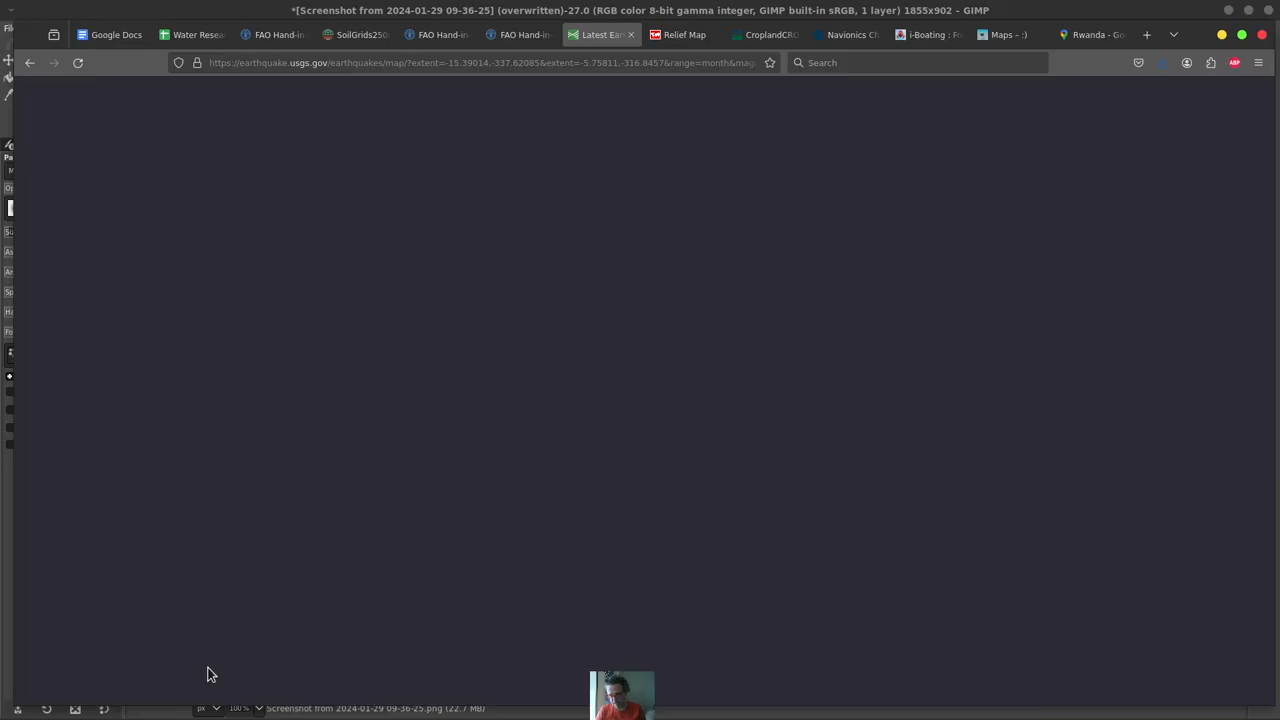 *[Screenshot from 2024-01-29 09-36-25] (overwritten)-27.0 (RGB color 8-bit gamma integer, GIMP built-in sRGB, 1 layer) 1855x902 – GIMP
Google Docs Water Resea FAO Hand-in- SoilGrids250 FAO Hand-in- FAO Hand-in- Latest Ear Relief Map CroplandCRO Navionics Ch i-Boating : Fr Maps – :) Rwanda - Go
https://earthquake.usgs.gov/earthquakes/map/?extent=-15.39014,-337.62085&extent=-5.75811,-316.8457&range=month&mag
Search
ABP
px 100 % Screenshot from 2024-01-29 09-36-25.png (22.7 MB)